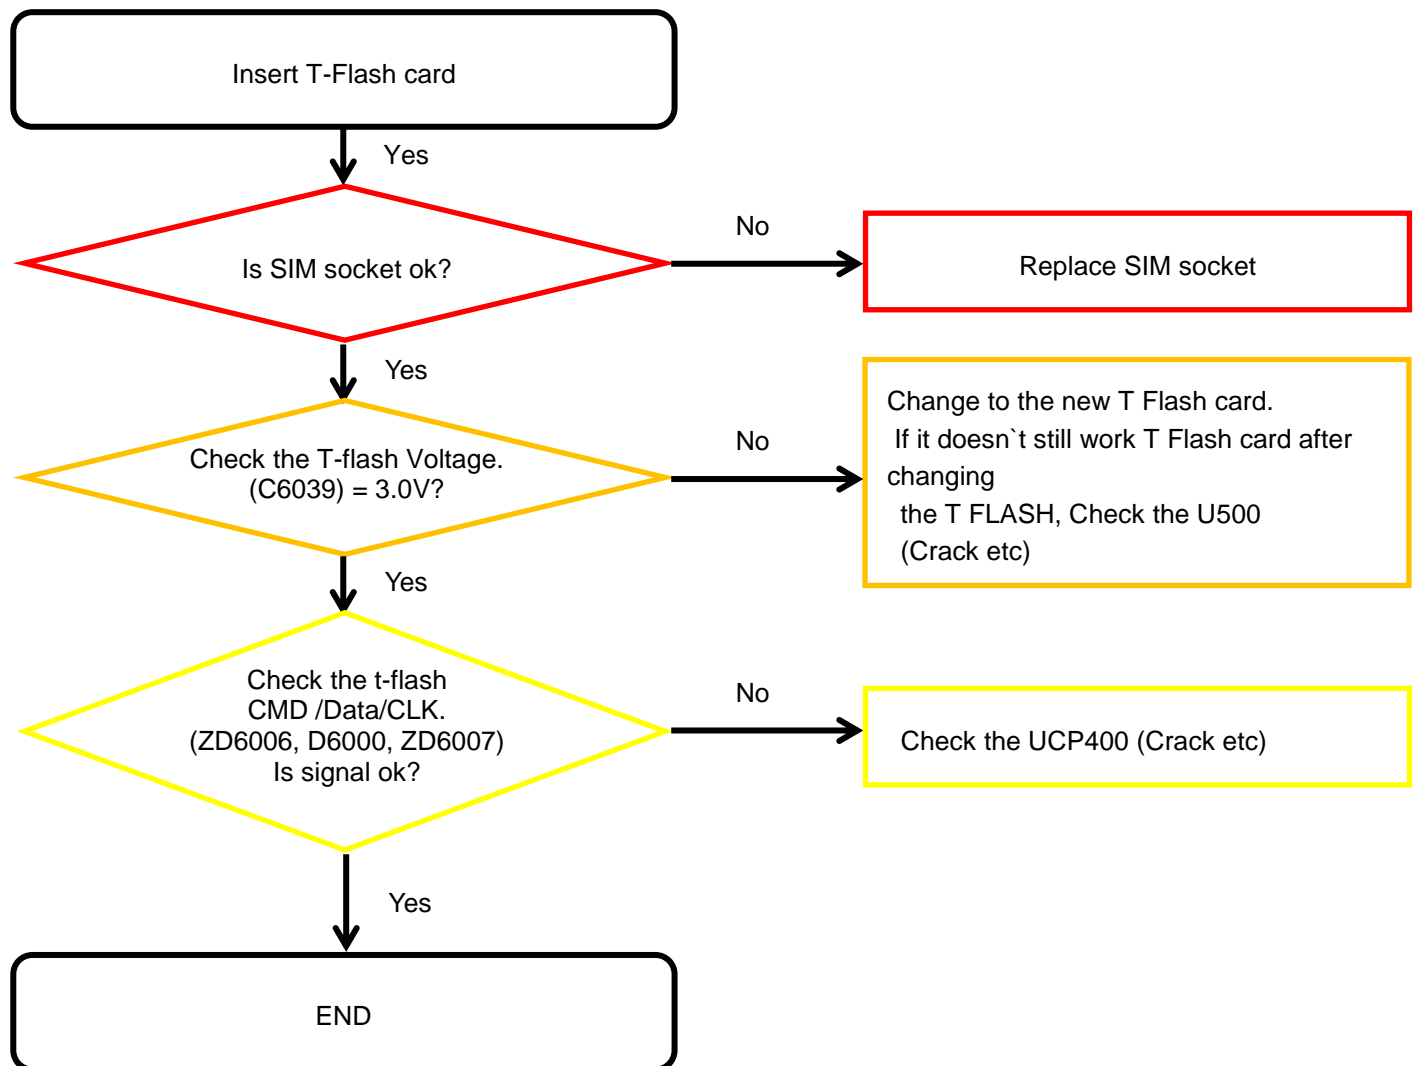 Insert T-Flash card
Yes
Is SIM socket ok?
No
Replace SIM socket
Yes
Check the T-flash Voltage.
(C6039) = 3.0V?
No
Change to the new T Flash card.
If it doesn`t still work T Flash card after
changing
the T FLASH, Check the U500
(Crack etc)
Yes
Check the t-flash
CMD /Data/CLK.
(ZD6006, D6000, ZD6007)
Is signal ok?
No
Check the UCP400 (Crack etc)
Yes
END